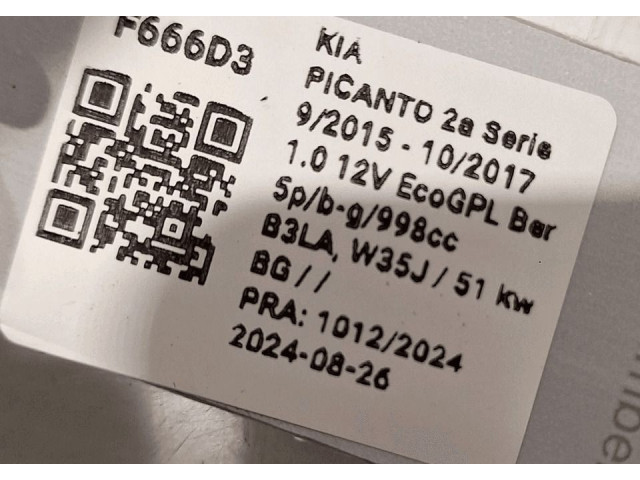 F666D3
KIA
PICANTO 2a Serie
9/2015 - 10/2017
1.0 12V EcoGPL Ber
5p/b-g/998cc
B3LA, W35J / 51 kw
BG / /
PRA: 1012/2024
2024-08-26